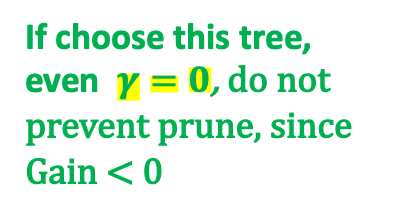 If choose this tree,
even γ = 0, do not
prevent prune, since
Gain < 0